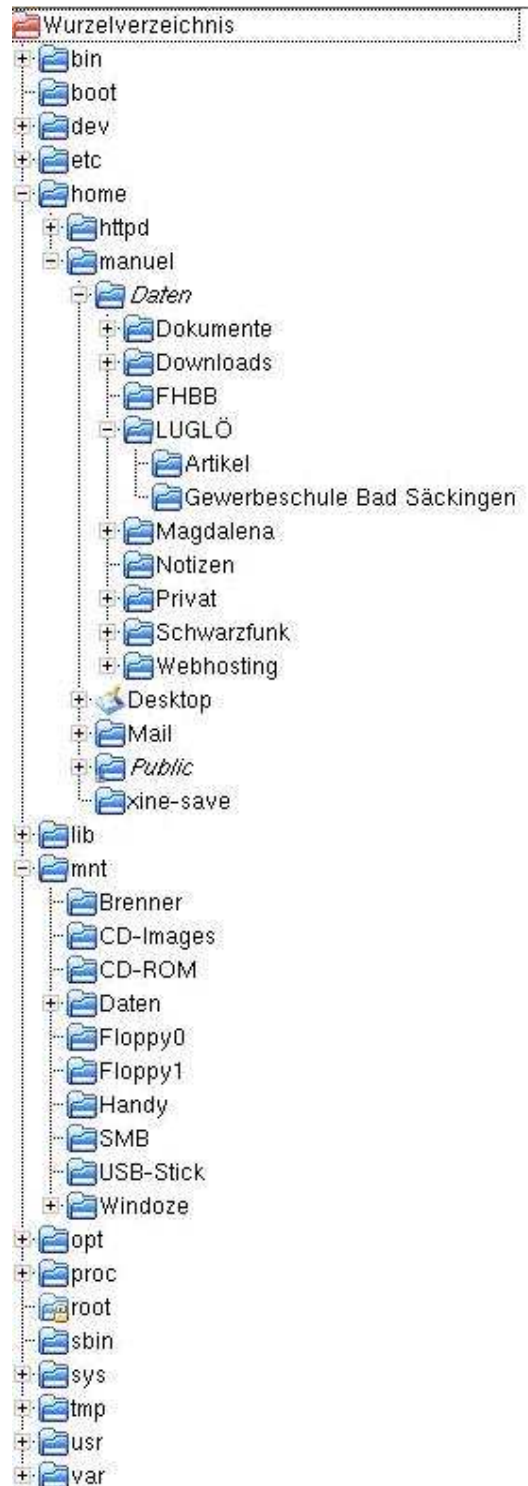 Wurzelverzeichnis
bin
boot
dev
etc
home
httpd
manuel
Daten
Dokumente
Downloads
FHBB
LUGLÖ
Artikel
Gewerbeschule Bad Säckingen
Magdalena
Notizen
Privat
Schwarzfunk
Webhosting
Desktop
Mail
Public
xine-save
lib
mnt
Brenner
CD-Images
CD-ROM
Daten
Floppy0
Floppy1
Handy
SMB
USB-Stick
Windoze
opt
proc
root
sbin
sys
tmp
usr
var